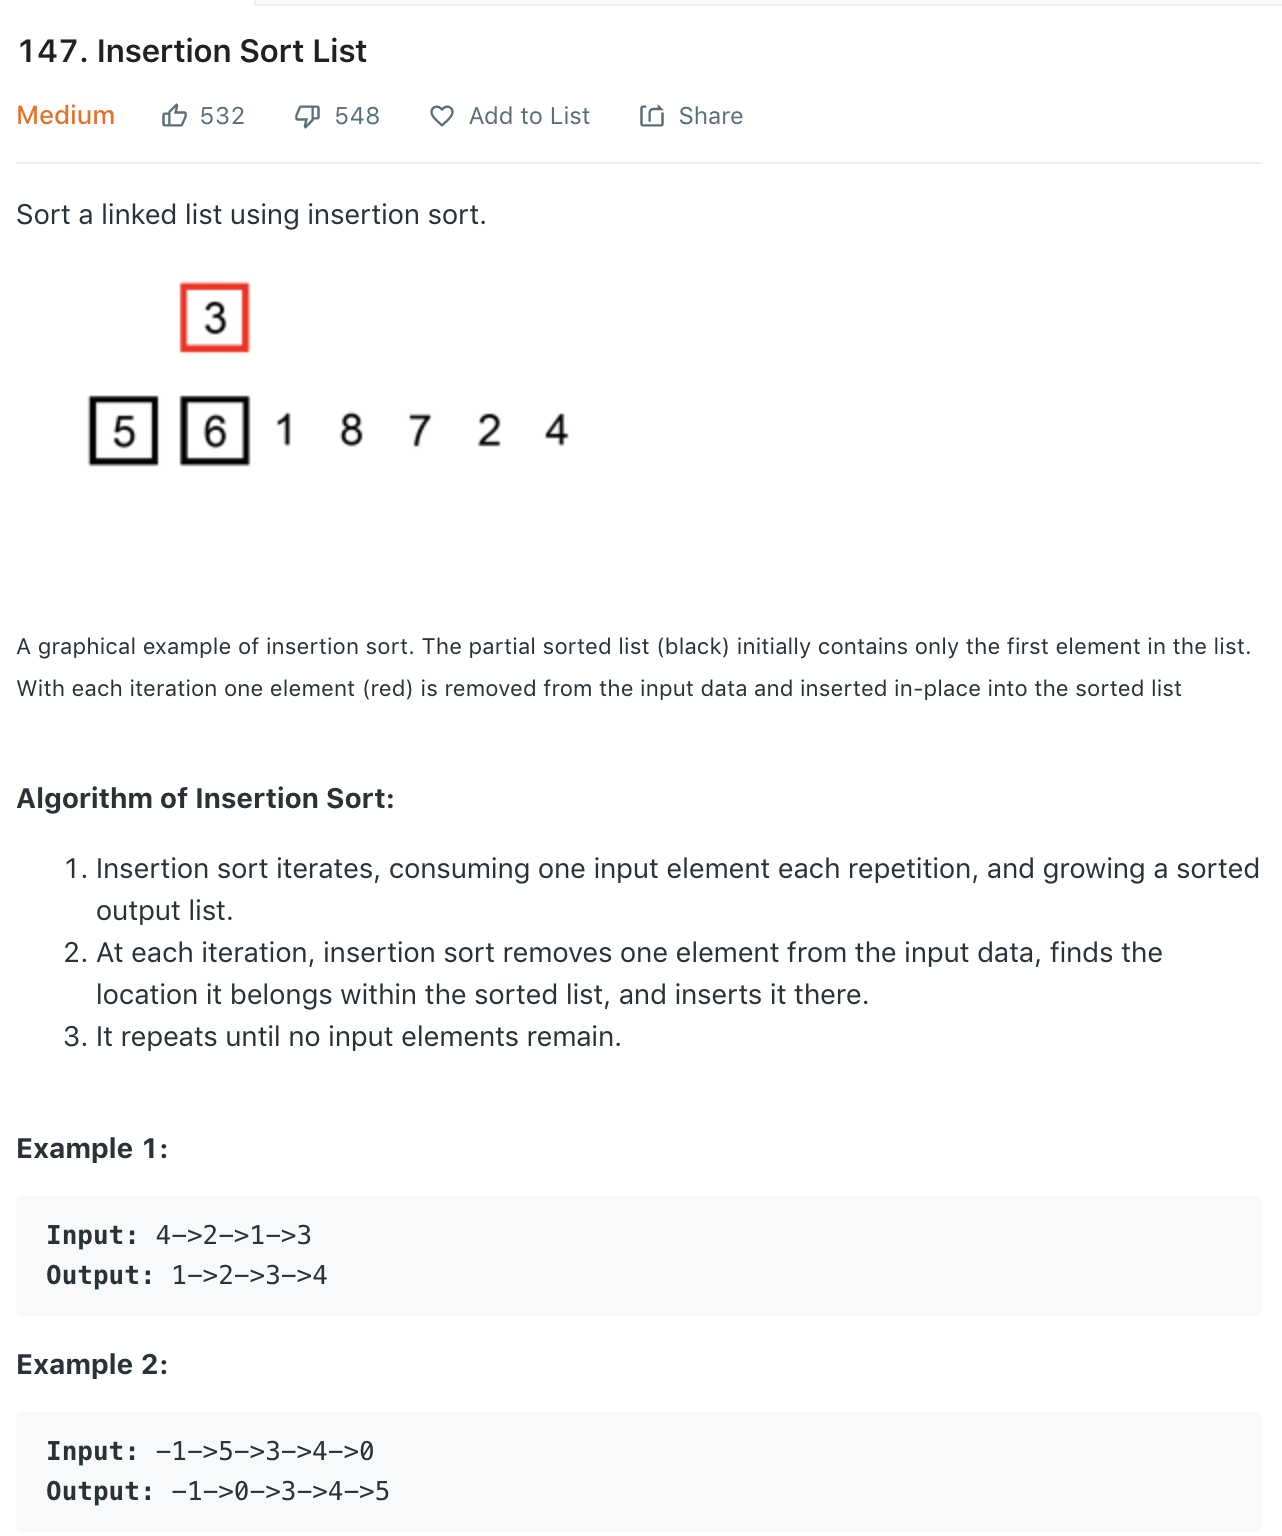 147. Insertion Sort List
Medium 532 548 Add to List Share
Sort a linked list using insertion sort.
3
5 6 1 8 7 2 4
A graphical example of insertion sort. The partial sorted list (black) initially contains only the first element in the list.
With each iteration one element (red) is removed from the input data and inserted in-place into the sorted list
Algorithm of Insertion Sort:
1. Insertion sort iterates, consuming one input element each repetition, and growing a sorted
output list.
2. At each iteration, insertion sort removes one element from the input data, finds the
location it belongs within the sorted list, and inserts it there.
3. It repeats until no input elements remain.
Example 1:
Input: 4->2->1->3
Output: 1->2->3->4
Example 2:
Input: -1->5->3->4->0
Output: -1->0->3->4->5